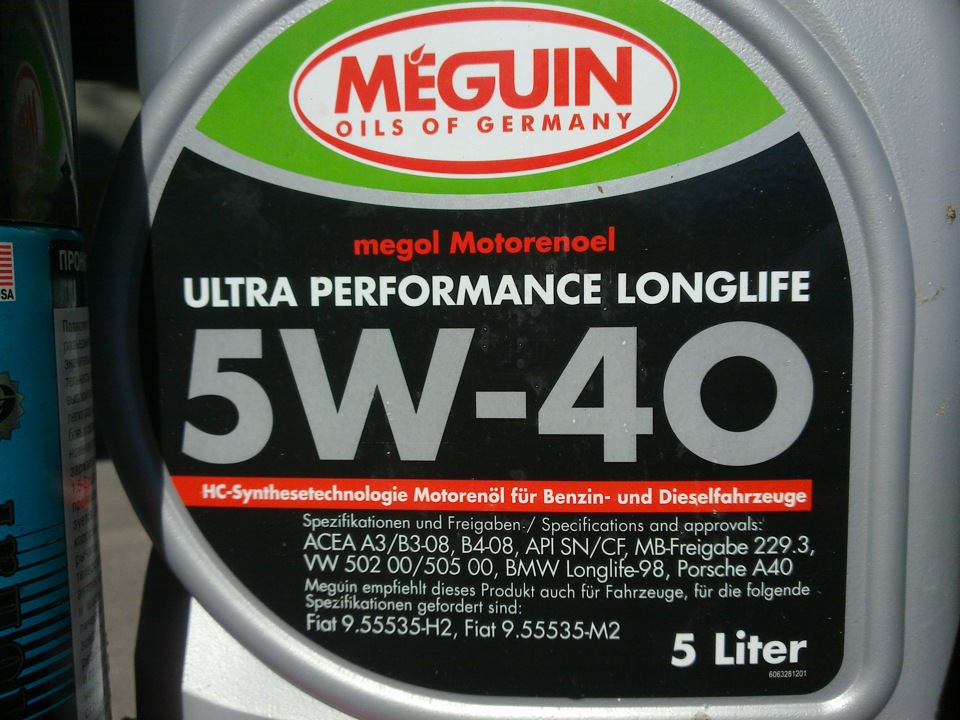 MÉGUIN
OILS OF GERMANY
megol Motorenoel
ULTRA PERFORMANCE LONGLIFE
5W-40
HC-Synthesetechnologie Motorenöl für Benzin- und Dieselfahrzeuge
Spezifikationen und Freigaben / Specifications and approvals:
ACEA A3/B3-08, B4-08, API SN/CF, MB-Freigabe 229.3,
VW 502 00/505 00, BMW Longlife-98, Porsche A40
Meguin empfiehlt dieses Produkt auch für Fahrzeuge, für die folgende
Spezifikationen gefordert sind:
Fiat 9.55535-H2, Fiat 9.55535-M2
5 Liter
6063281201